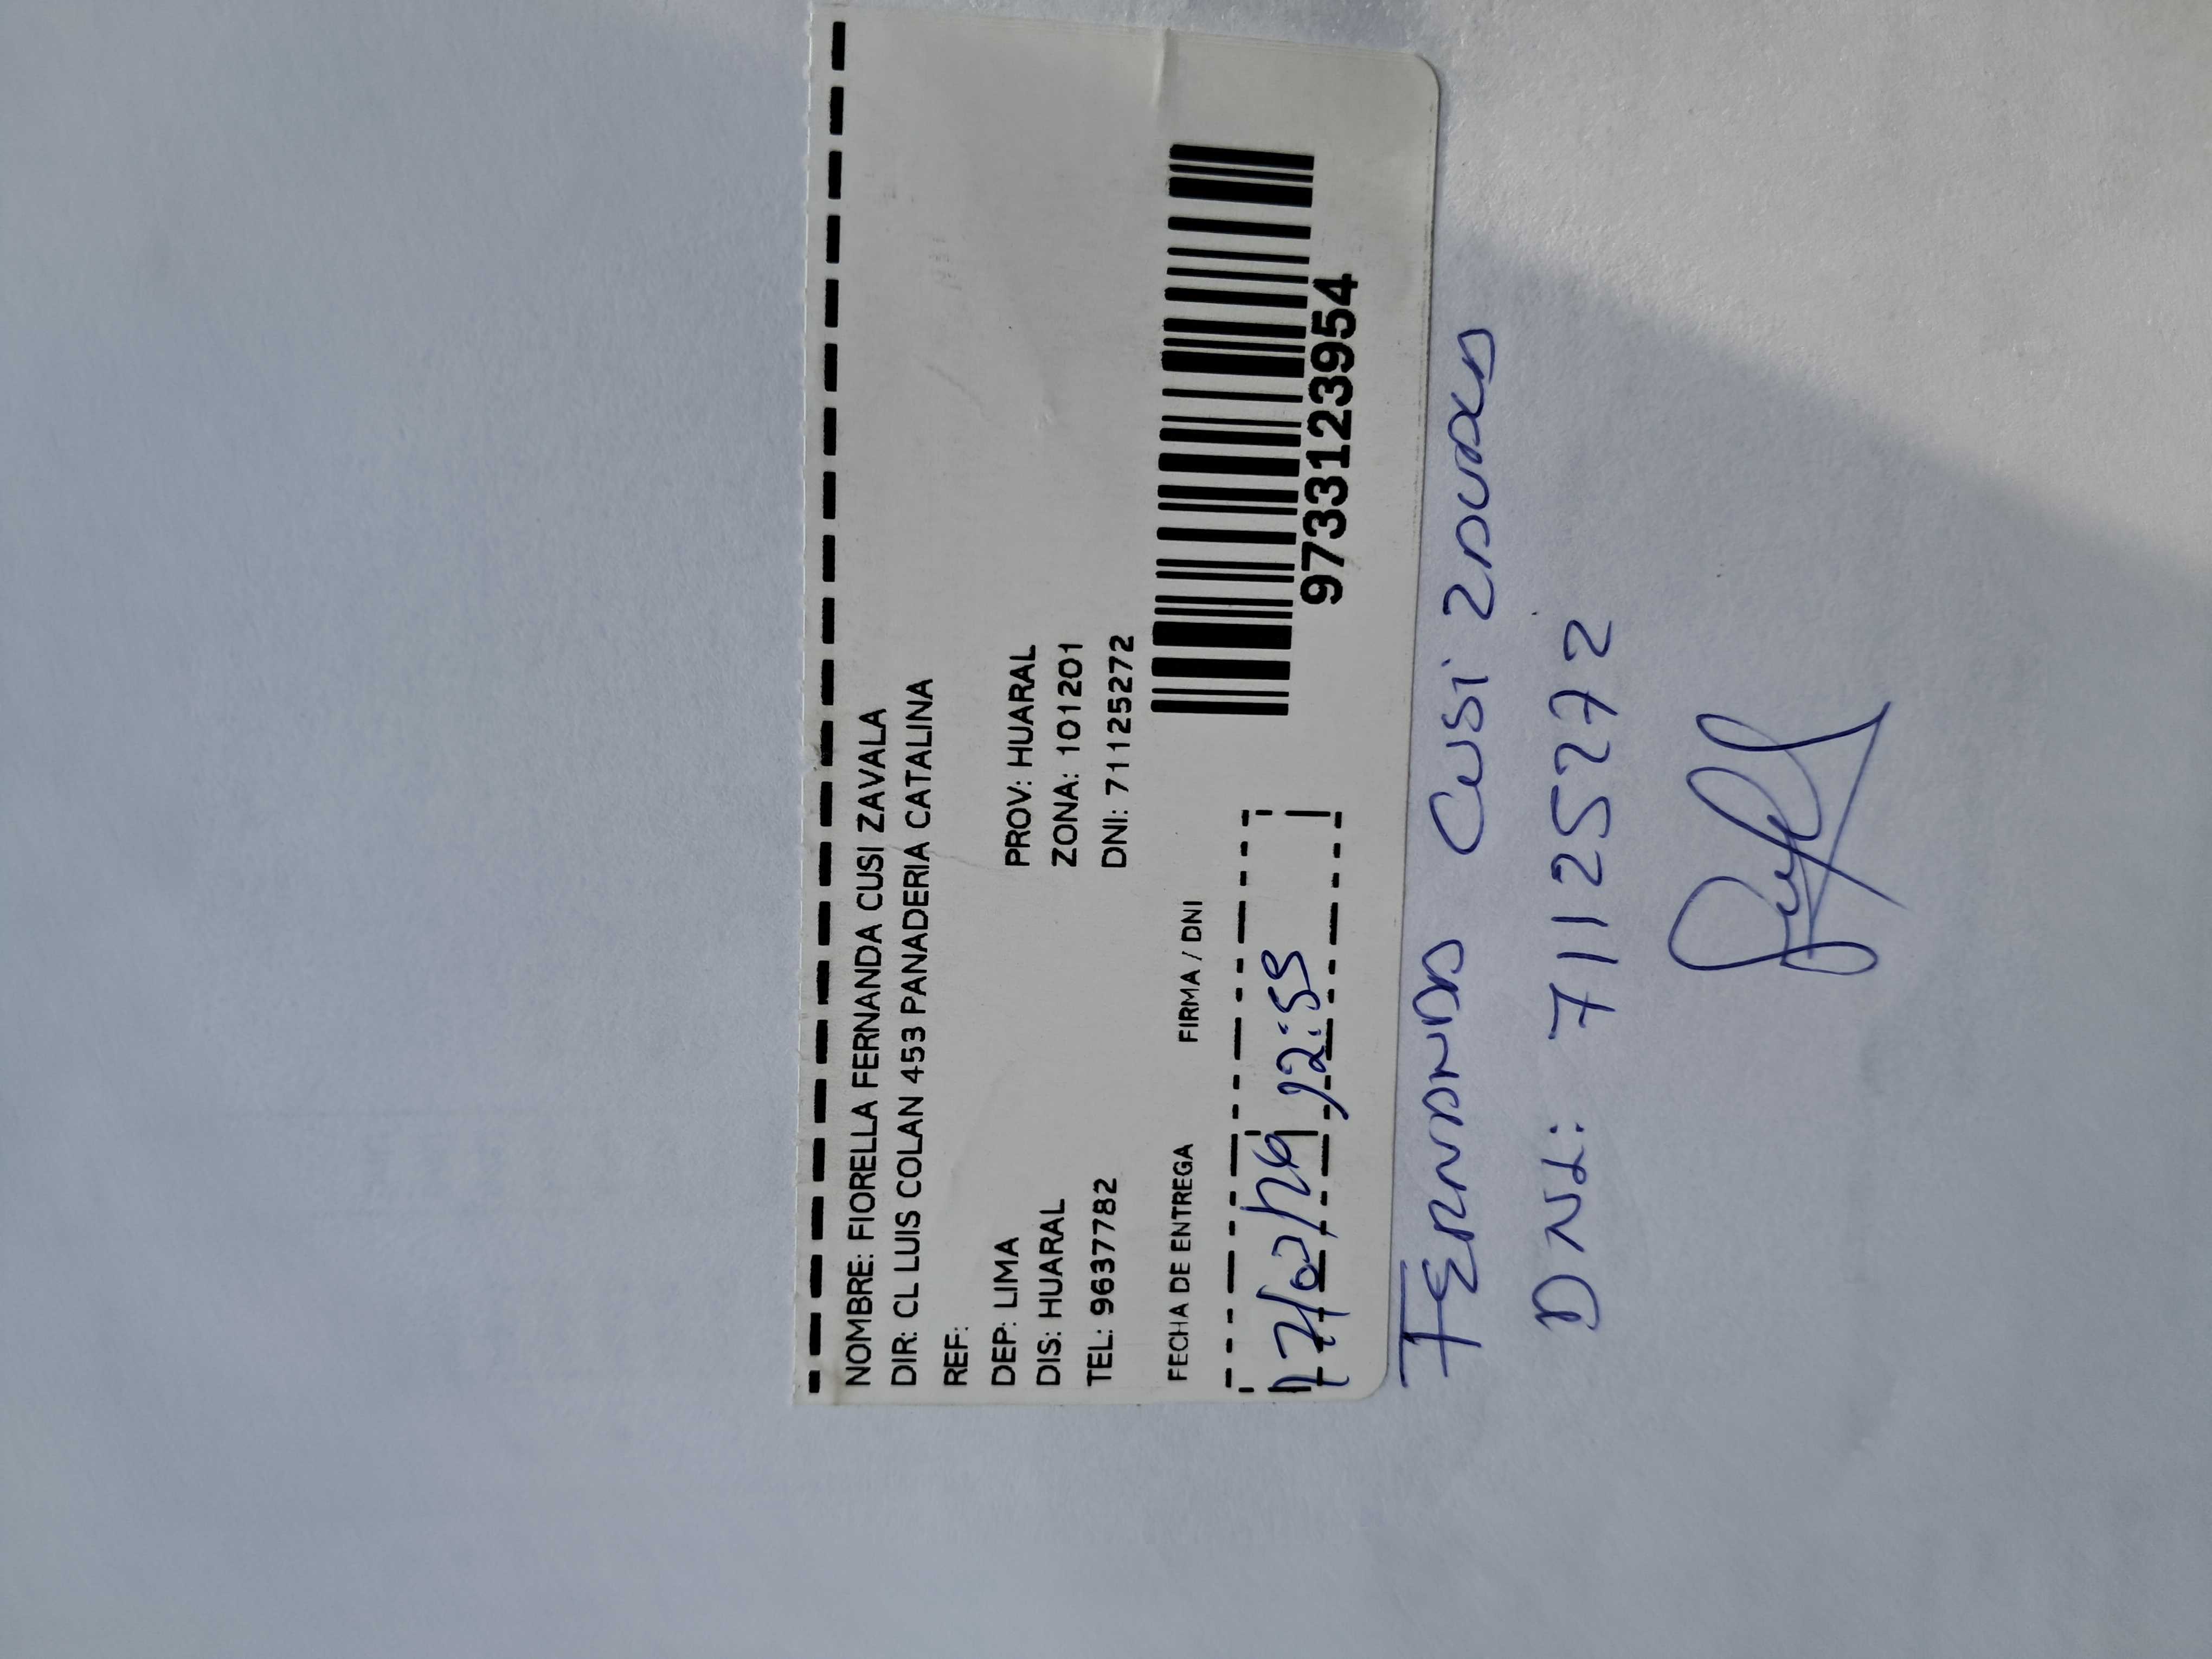 NOMBRE: FIORELLA FERNANDA CUSI ZAVALA
DIR: CL LUIS COLAN 453 PANADERIA CATALINA
REF:
DEP: LIMA PROV: HUARAL
DIS: HUARAL ZONA: 101201
TEL: 9637782 DNI: 71125272
FECHA DE ENTREGA FIRMA / DNI
12:59
9733123954
FERNANDA CUSI ZAVALA
DNI: 71125272